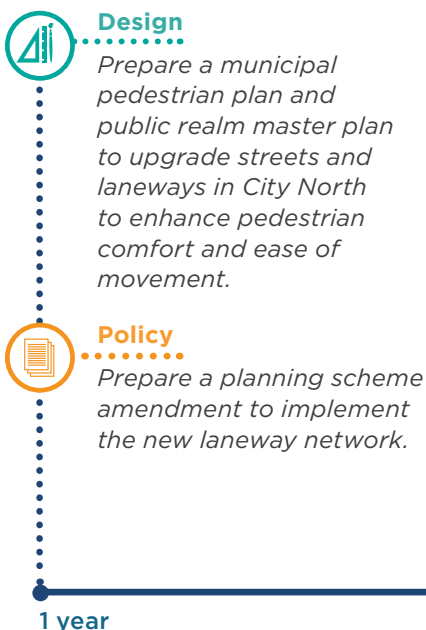 Design
Prepare a municipal
pedestrian plan and
public realm master plan
to upgrade streets and
laneways in City North
to enhance pedestrian
comfort and ease of
movement.
Policy
Prepare a planning scheme
amendment to implement
the new laneway network.
1 year